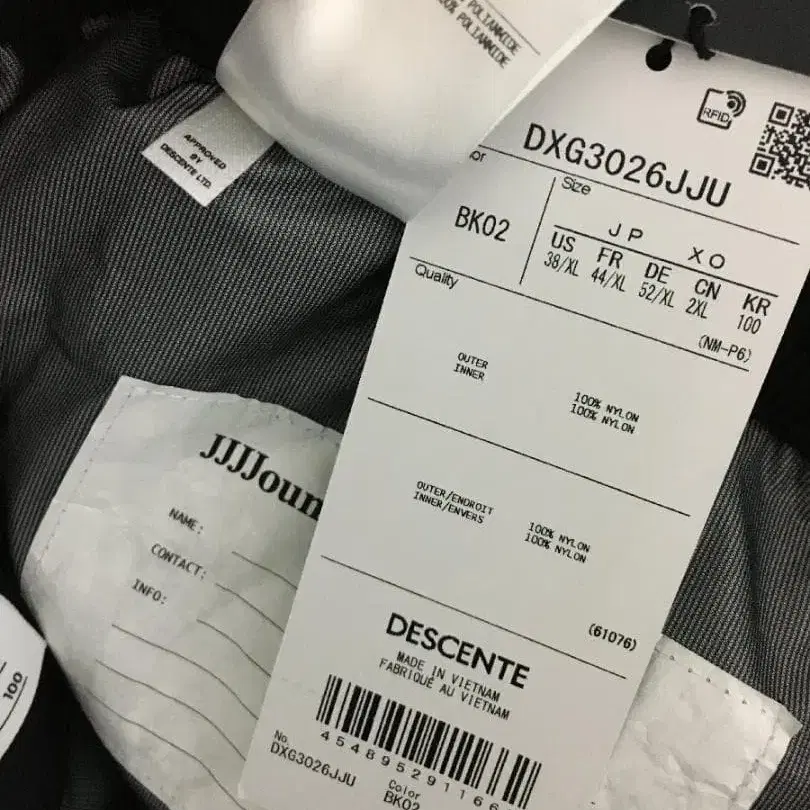 POLIAMMIDE
100% POLIAMMIDE
APPROVED
BY
DESCENTE LTD.
RFID
DXG3026JJU
Size
BK02
JP XO
US FR DE CN KR
38/XL 44/XL 52/XL 2XL 100
(NM-P6)
Quality
OUTER 100% NYLON
INNER 100% NYLON
OUTER/ENDROIT 100% NYLON
INNER/ENVERS 100% NYLON
(61076)
DESCENTE
MADE IN VIETNAM
FABRIQUÉ AU VIETNAM
No.
DXG3026JJU
Color
BK02
JJJJoun
NAME:
CONTACT:
INFO:
100